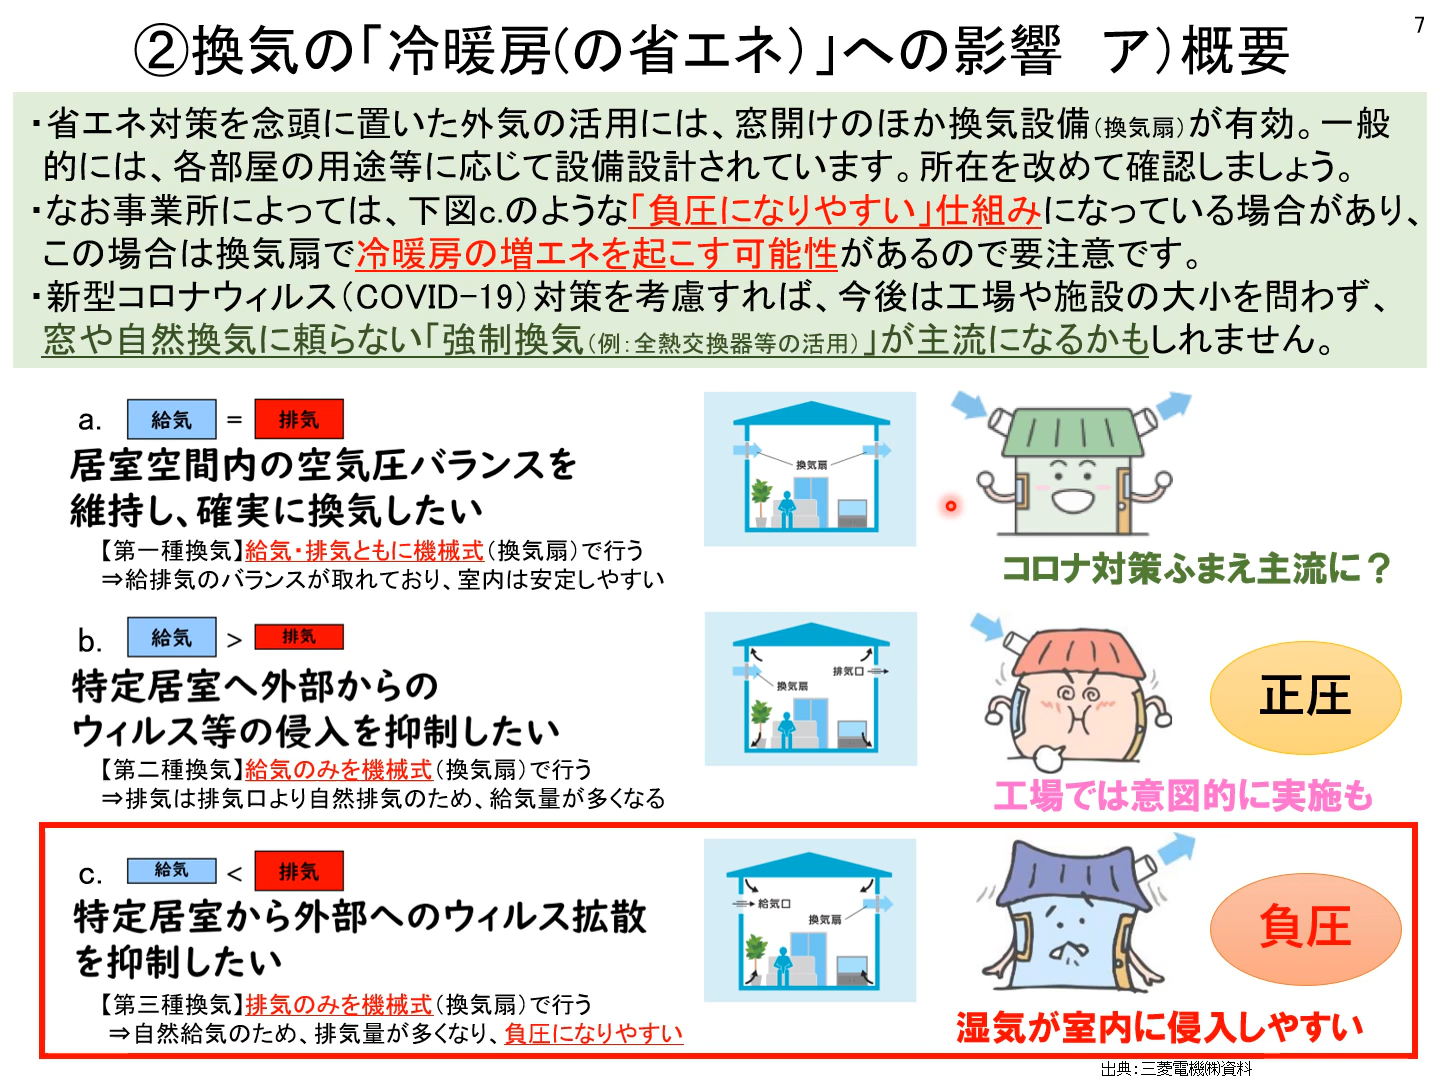 7
②換気の「冷暖房(の省エネ)」への影響　ア)概要
・省エネ対策を念頭に置いた外気の活用には、窓開けのほか換気設備(換気扇)が有効。一般
的には、各部屋の用途等に応じて設備設計されています。所在を改めて確認しましょう。
・なお事業所によっては、下図c.のような「負圧になりやすい」仕組みになっている場合があり、
この場合は換気扇で冷暖房の増エネを起こす可能性があるので要注意です。
・新型コロナウィルス(COVID-19)対策を考慮すれば、今後は工場や施設の大小を問わず、
窓や自然換気に頼らない「強制換気(例:全熱交換器等の活用)」が主流になるかもしれません。
a. 給気 = 排気
居室空間内の空気圧バランスを
維持し、確実に換気したい
【第一種換気】給気・排気ともに機械式(換気扇)で行う
⇒給排気のバランスが取れており、室内は安定しやすい
換気扇
コロナ対策ふまえ主流に？
b. 給気 > 排気
特定居室へ外部からの
ウィルス等の侵入を抑制したい
【第二種換気】給気のみを機械式(換気扇)で行う
⇒排気は排気口より自然排気のため、給気量が多くなる
排気口
換気扇
正圧
工場では意図的に実施も
c. 給気 < 排気
特定居室から外部へのウィルス拡散
を抑制したい
【第三種換気】排気のみを機械式(換気扇)で行う
⇒自然給気のため、排気量が多くなり、負圧になりやすい
給気口
換気扇
負圧
湿気が室内に侵入しやすい
出典:三菱電機㈱資料